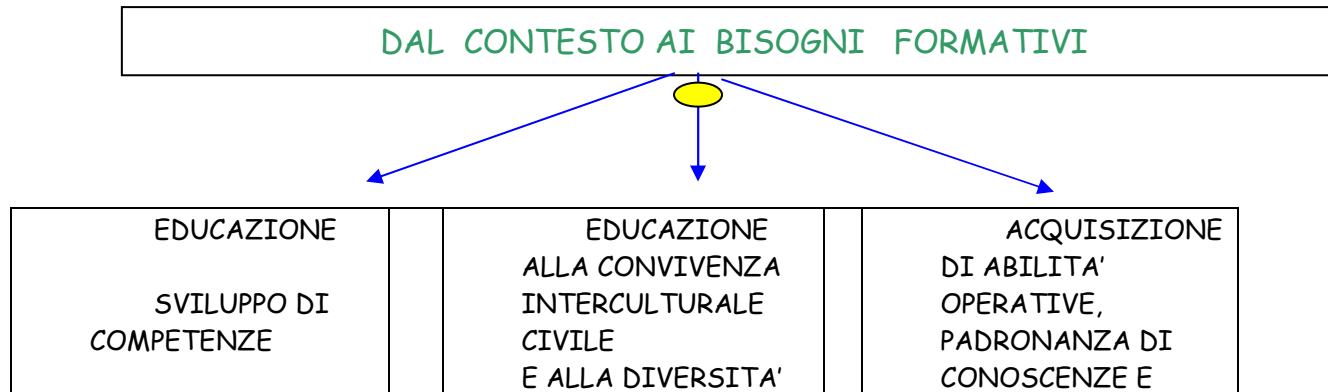 DAL CONTESTO AI BISOGNI FORMATIVI
EDUCAZIONE
SVILUPPO DI
COMPETENZE
EDUCAZIONE
ALLA CONVIVENZA
INTERCULTURALE
CIVILE
E ALLA DIVERSITA'
ACQUISIZIONE
DI ABILITA'
OPERATIVE,
PADRONANZA DI
CONOSCENZE E